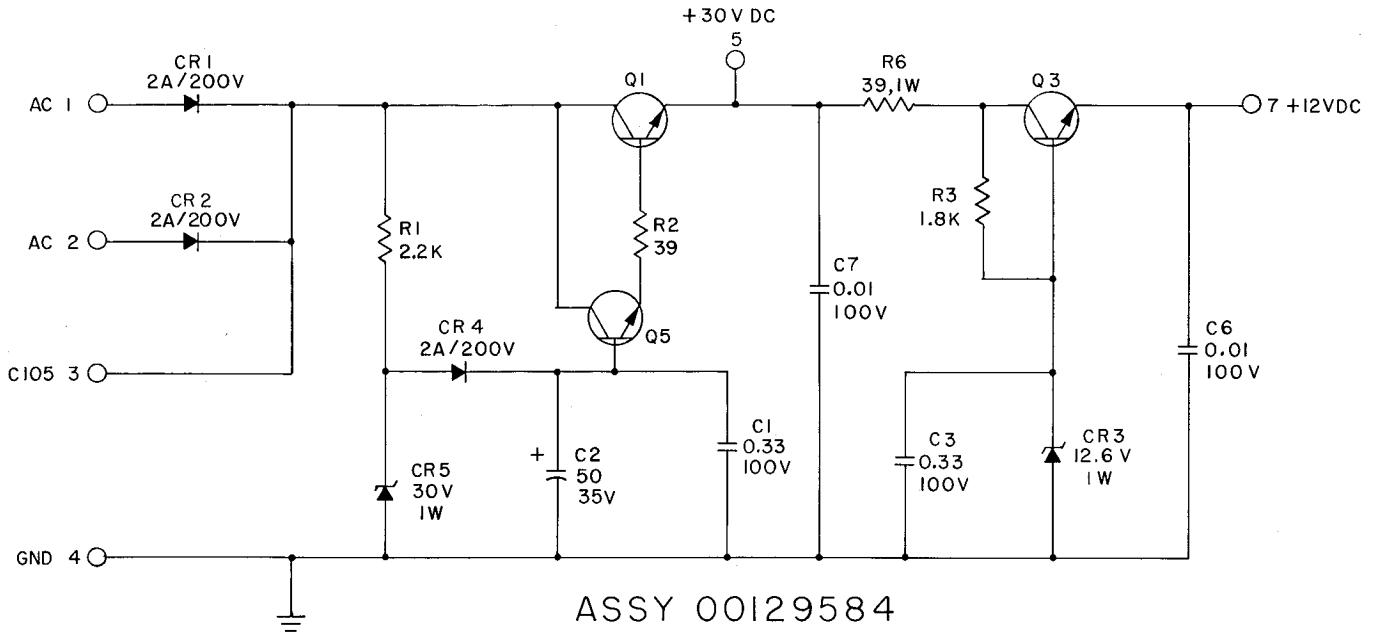 +30V DC
5
CR1
2A/200V
AC 1
Q1
R6
39,1W
Q3
7 +12VDC
CR2
2A/200V
AC 2
R1
2.2K
R2
39
R3
1.8K
C7
0.01
100V
Q5
CR4
2A/200V
C6
0.01
100V
C105 3
C1
0.33
100V
C3
0.33
100V
CR3
12.6V
1W
+
C2
50
35V
CR5
30V
1W
GND 4
ASSY 00129584